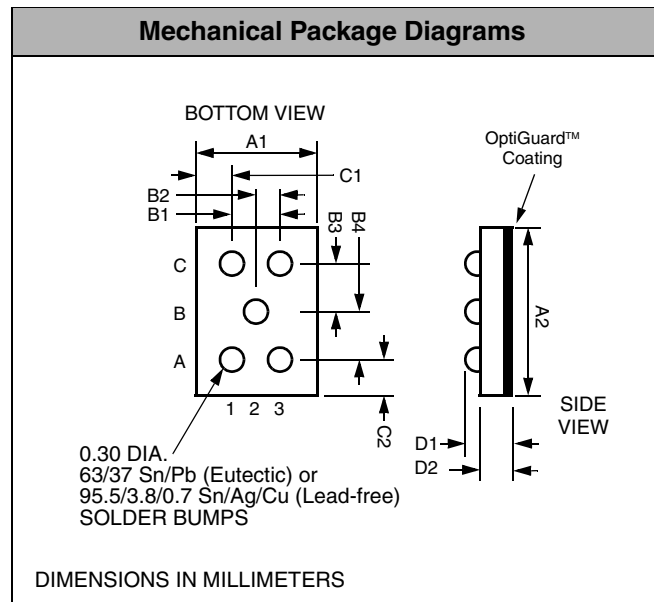 Mechanical Package Diagrams
BOTTOM VIEW
A1
OptiGuard™
Coating
C1
B2
B1
B3
B4
C
B
A
A2
1 2 3
C2
SIDE
VIEW
D1
D2
0.30 DIA.
63/37 Sn/Pb (Eutectic) or
95.5/3.8/0.7 Sn/Ag/Cu (Lead-free)
SOLDER BUMPS
DIMENSIONS IN MILLIMETERS